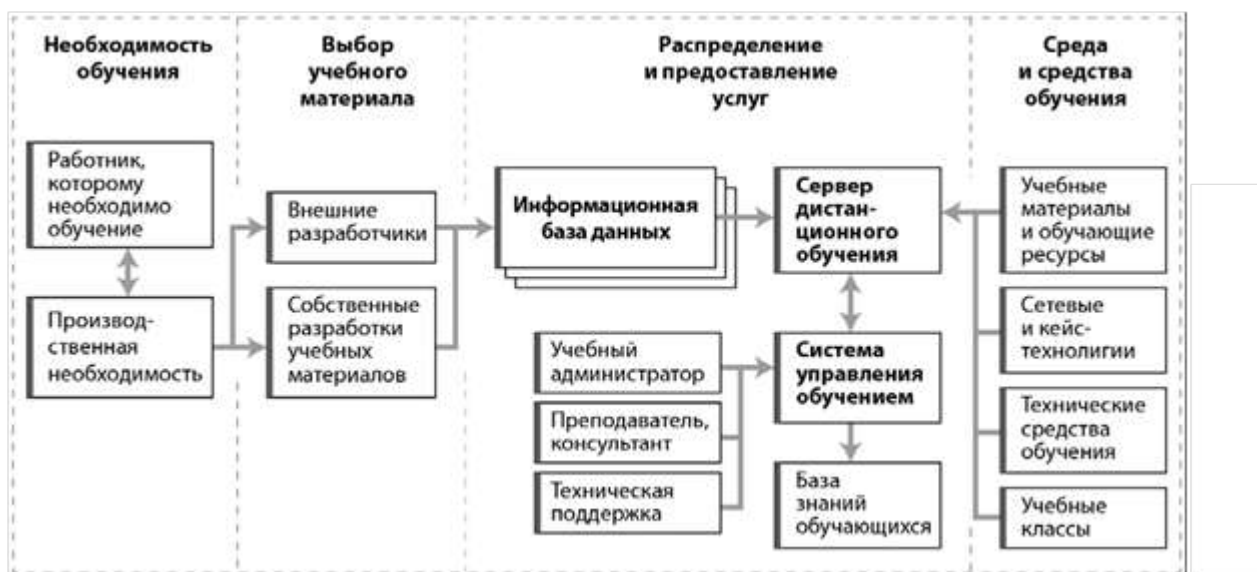 Необходимость
обучения
Выбор
учебного
материала
Распределение
и предоставление
услуг
Среда
и средства
обучения
Работник,
которому
необходимо
обучение
Производ-
ственная
необходимость
Внешние
разработчики
Собственные
разработки
учебных
материалов
Информационная
база данных
Сервер
дистан-
ционного
обучения
Учебный
администратор
Преподаватель,
консультант
Техническая
поддержка
Система
управления
обучением
База
знаний
обучающихся
Учебные
материалы
и обучающие
ресурсы
Сетевые
и кейс-
технолигии
Технические
средства
обучения
Учебные
классы